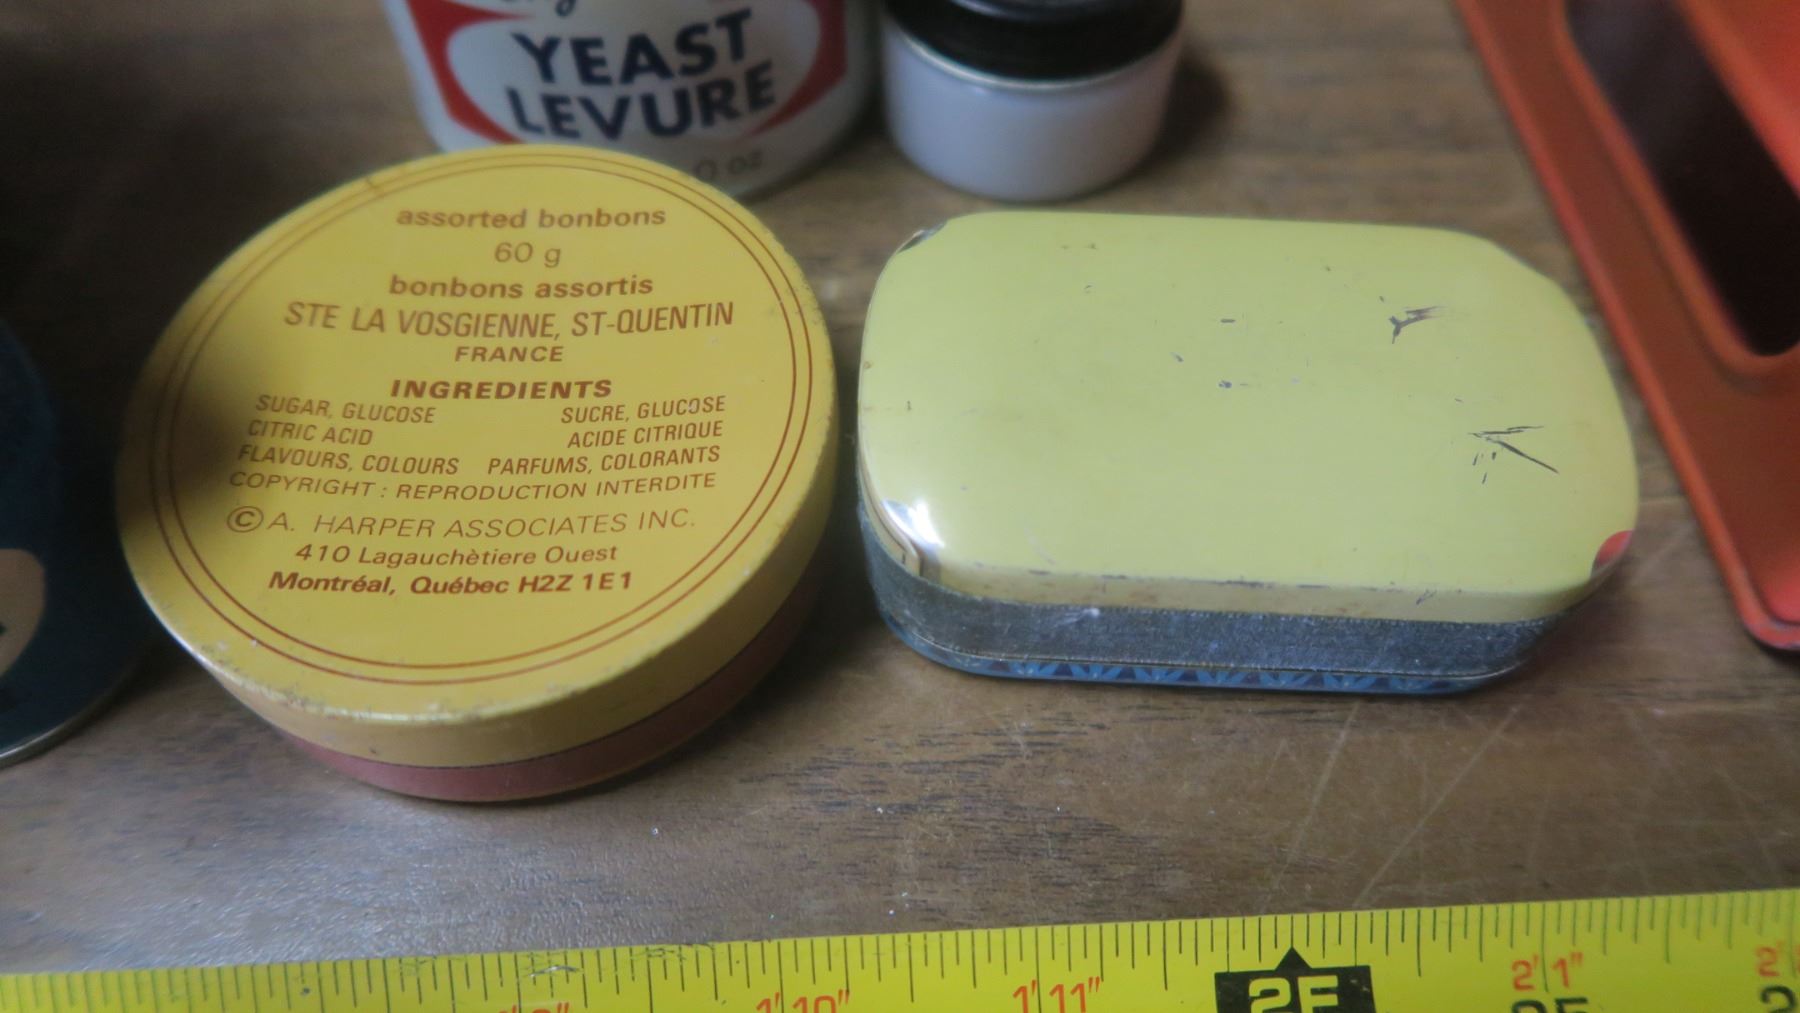 YEAST
LEVURE
oz
assorted bonbons
60 g
bonbons assortis
STE LA VOSGIENNE, ST-QUENTIN
FRANCE
INGREDIENTS
SUGAR, GLUCOSE SUCRE, GLUCOSE
CITRIC ACID ACIDE CITRIQUE
FLAVOURS, COLOURS PARFUMS, COLORANTS
COPYRIGHT : REPRODUCTION INTERDITE
© A. HARPER ASSOCIATES INC.
410 Lagauchètiere Ouest
Montréal, Québec H2Z 1E1
1'10" 1'11" 2F 2'1"